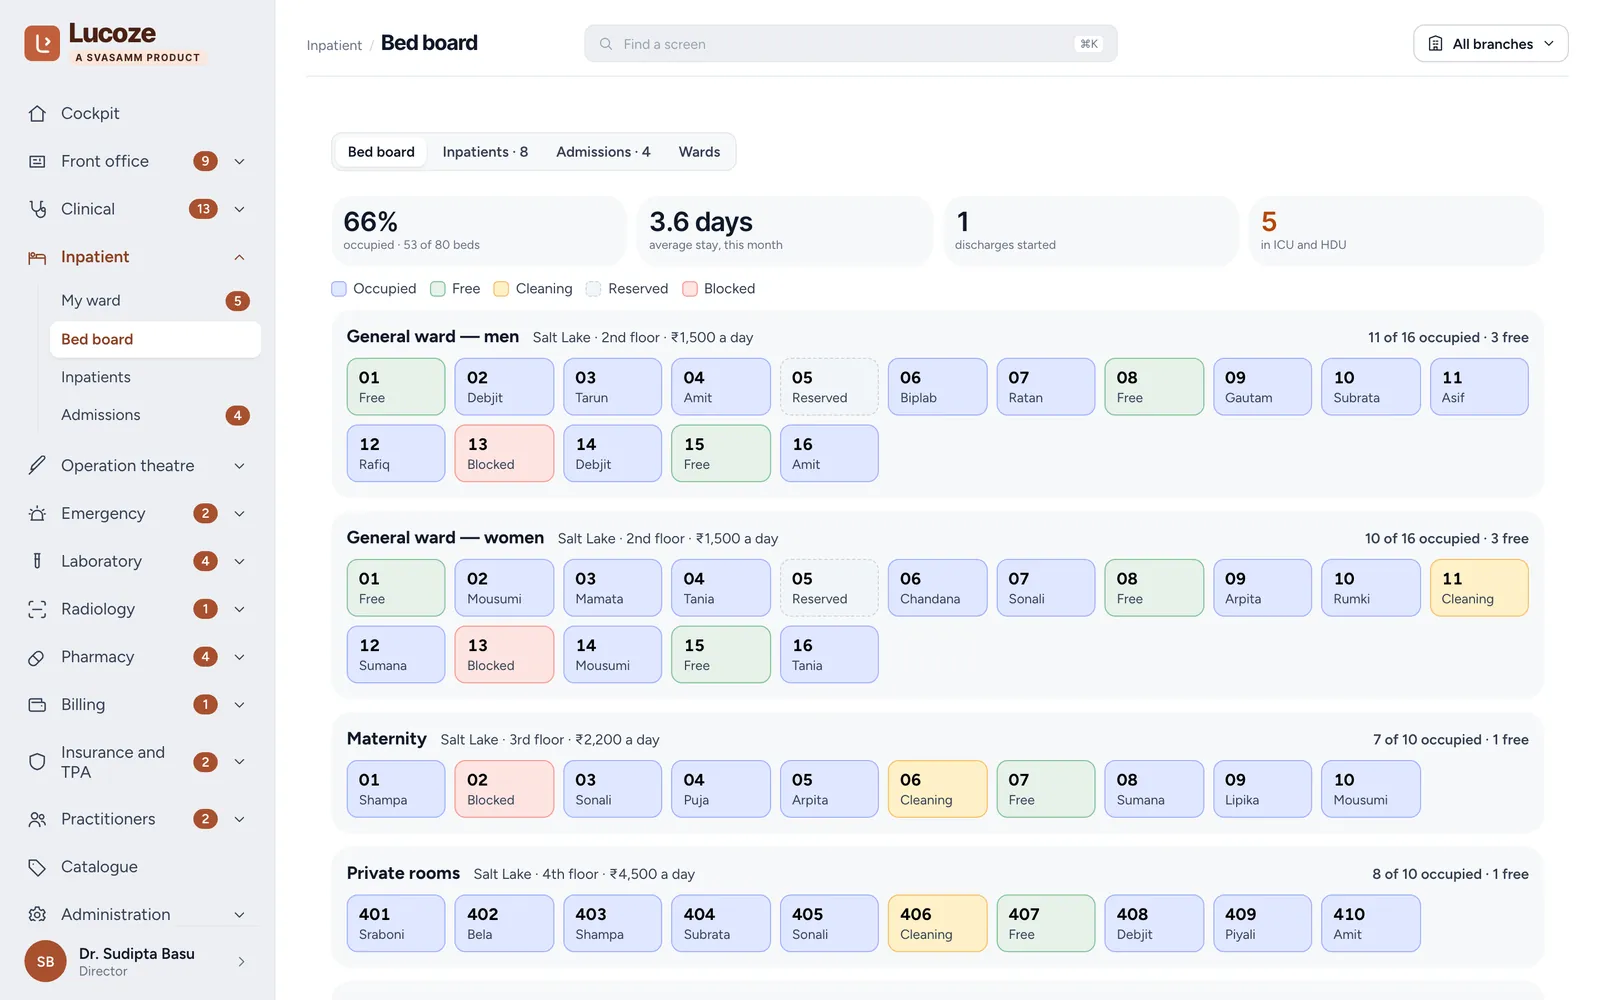 Lucoze
A SVASAMM PRODUCT
Cockpit
Front office 9
Clinical 13
Inpatient
My ward 5
Bed board
Inpatients
Admissions 4
Operation theatre
Emergency 2
Laboratory 4
Radiology 1
Pharmacy 4
Billing 1
Insurance and
TPA 2
Practitioners 2
Catalogue
Administration
SB
Dr. Sudipta Basu
Director
Inpatient / Bed board
Find a screen ⌘K
All branches
Bed board Inpatients · 8 Admissions · 4 Wards
66% 3.6 days 1 5
occupied · 53 of 80 beds average stay, this month discharges started in ICU and HDU
Occupied Free Cleaning Reserved Blocked
General ward — men Salt Lake · 2nd floor · ₹1,500 a day 11 of 16 occupied · 3 free
01 02 03 04 05 06 07 08 09 10 11
Free Debjit Tarun Amit Reserved Biplab Ratan Free Gautam Subrata Asif
12 13 14 15 16
Rafiq Blocked Debjit Free Amit
General ward — women Salt Lake · 2nd floor · ₹1,500 a day 10 of 16 occupied · 3 free
01 02 03 04 05 06 07 08 09 10 11
Free Mousumi Mamata Tania Reserved Chandana Sonali Free Arpita Rumki Cleaning
12 13 14 15 16
Sumana Blocked Mousumi Free Tania
Maternity Salt Lake · 3rd floor · ₹2,200 a day 7 of 10 occupied · 1 free
01 02 03 04 05 06 07 08 09 10
Shampa Blocked Sonali Puja Arpita Cleaning Free Sumana Lipika Mousumi
Private rooms Salt Lake · 4th floor · ₹4,500 a day 8 of 10 occupied · 1 free
401 402 403 404 405 406 407 408 409 410
Sraboni Bela Shampa Subrata Sonali Cleaning Free Debjit Piyali Amit